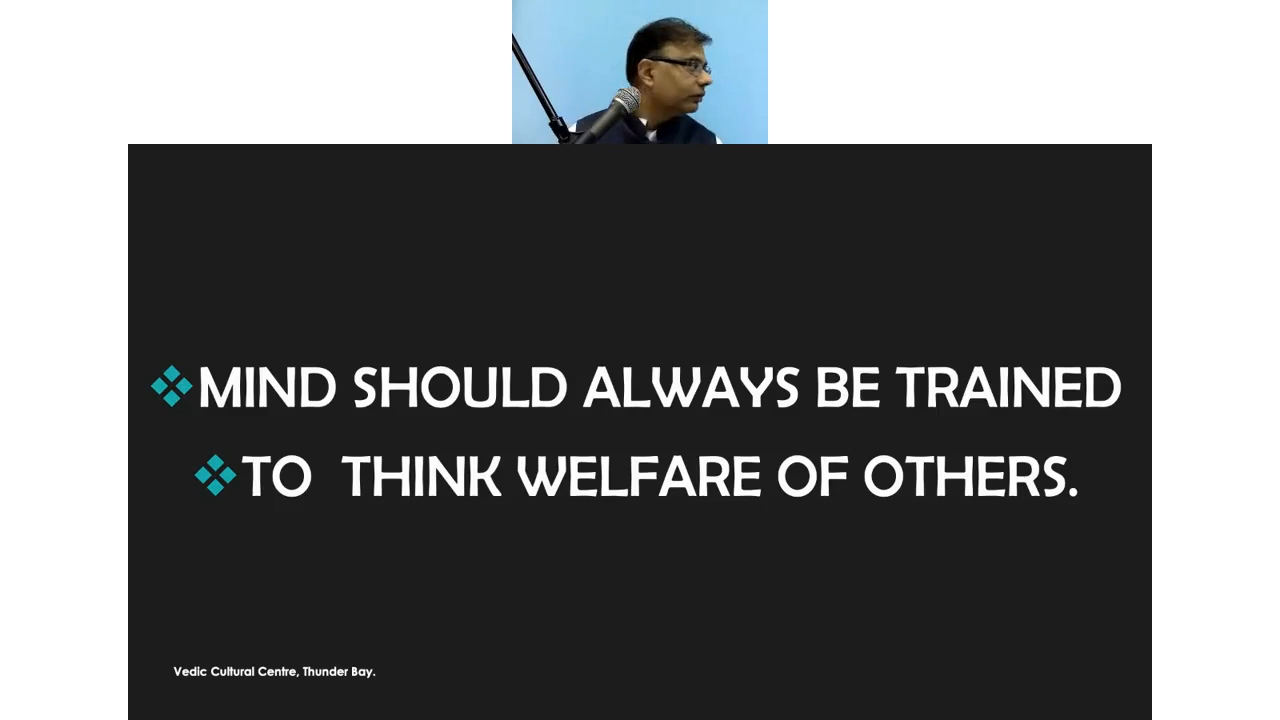 ❖MIND SHOULD ALWAYS BE TRAINED
❖TO THINK WELFARE OF OTHERS.
Vedic Cultural Centre, Thunder Bay.